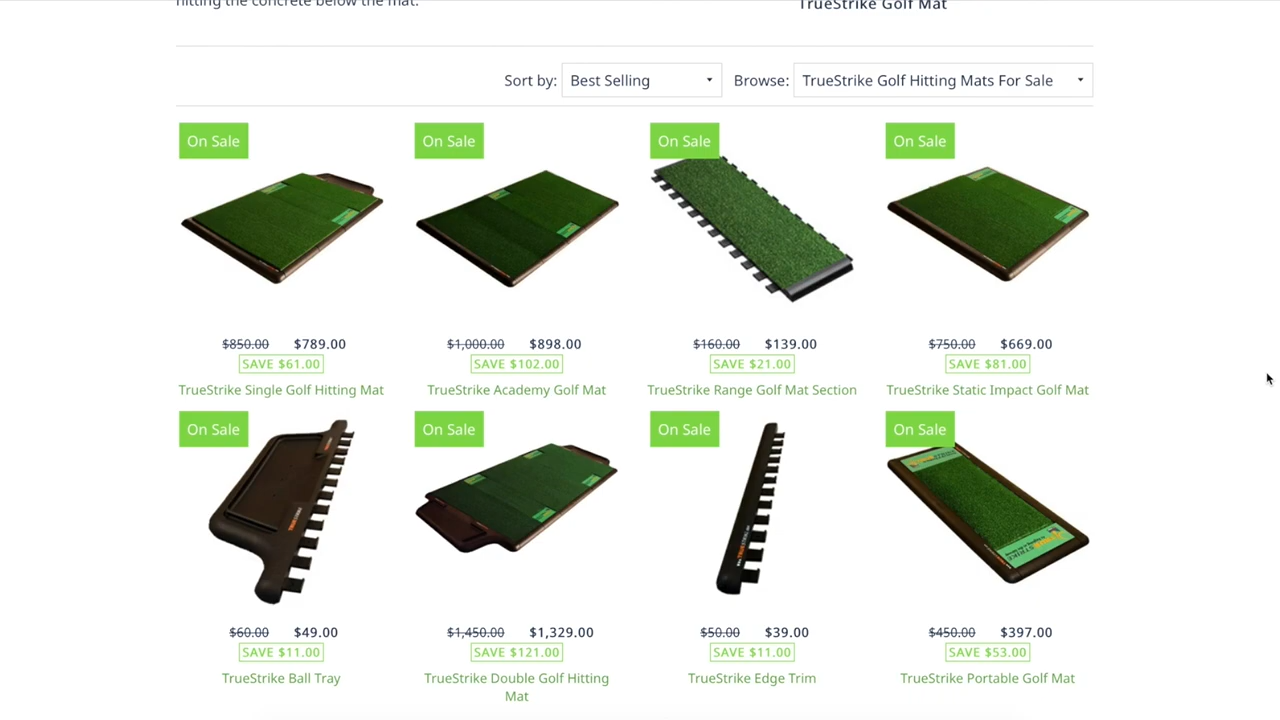 hitting the concrete below the mat.
TrueStrike Golf Mat
Sort by: Best Selling Browse: TrueStrike Golf Hitting Mats For Sale
On Sale On Sale On Sale On Sale
$850.00 $789.00 $1,000.00 $898.00 $160.00 $139.00 $750.00 $669.00
SAVE $61.00 SAVE $102.00 SAVE $21.00 SAVE $81.00
TrueStrike Single Golf Hitting Mat TrueStrike Academy Golf Mat TrueStrike Range Golf Mat Section TrueStrike Static Impact Golf Mat
On Sale On Sale On Sale On Sale
$60.00 $49.00 $1,450.00 $1,329.00 $50.00 $39.00 $450.00 $397.00
SAVE $11.00 SAVE $121.00 SAVE $11.00 SAVE $53.00
TrueStrike Ball Tray TrueStrike Double Golf Hitting TrueStrike Edge Trim TrueStrike Portable Golf Mat
Mat